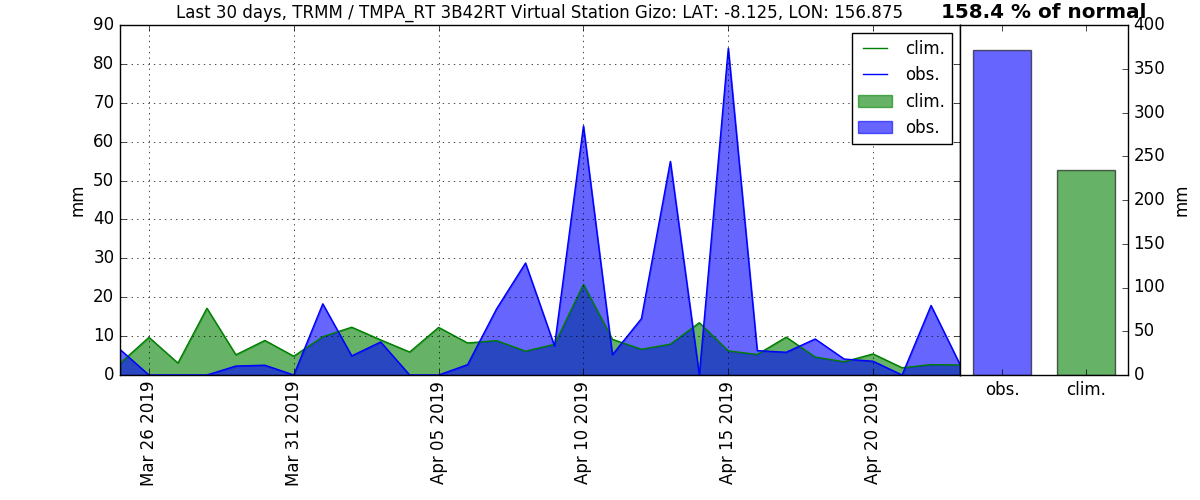 Last 30 days, TRMM / TMPA_RT 3B42RT Virtual Station Gizo: LAT: -8.125, LON: 156.875
158.4 % of normal
90
80
70
60
50
40
30
20
10
0
mm
clim.
obs.
clim.
obs.
Mar 26 2019
Mar 31 2019
Apr 05 2019
Apr 10 2019
Apr 15 2019
Apr 20 2019
400
350
300
250
200
150
100
50
0
mm
obs.
clim.